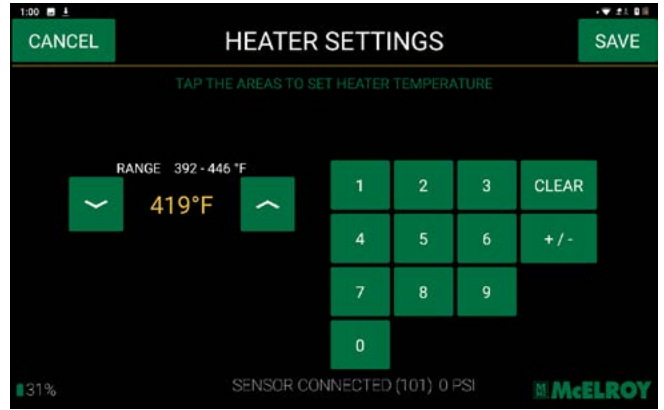 1:00
CANCEL HEATER SETTINGS SAVE
TAP THE AREAS TO SET HEATER TEMPERATURE
RANGE 392 - 446 °F
419°F
1 2 3 CLEAR
4 5 6 + / -
7 8 9
0
31% SENSOR CONNECTED (101) 0 PSI McELROY